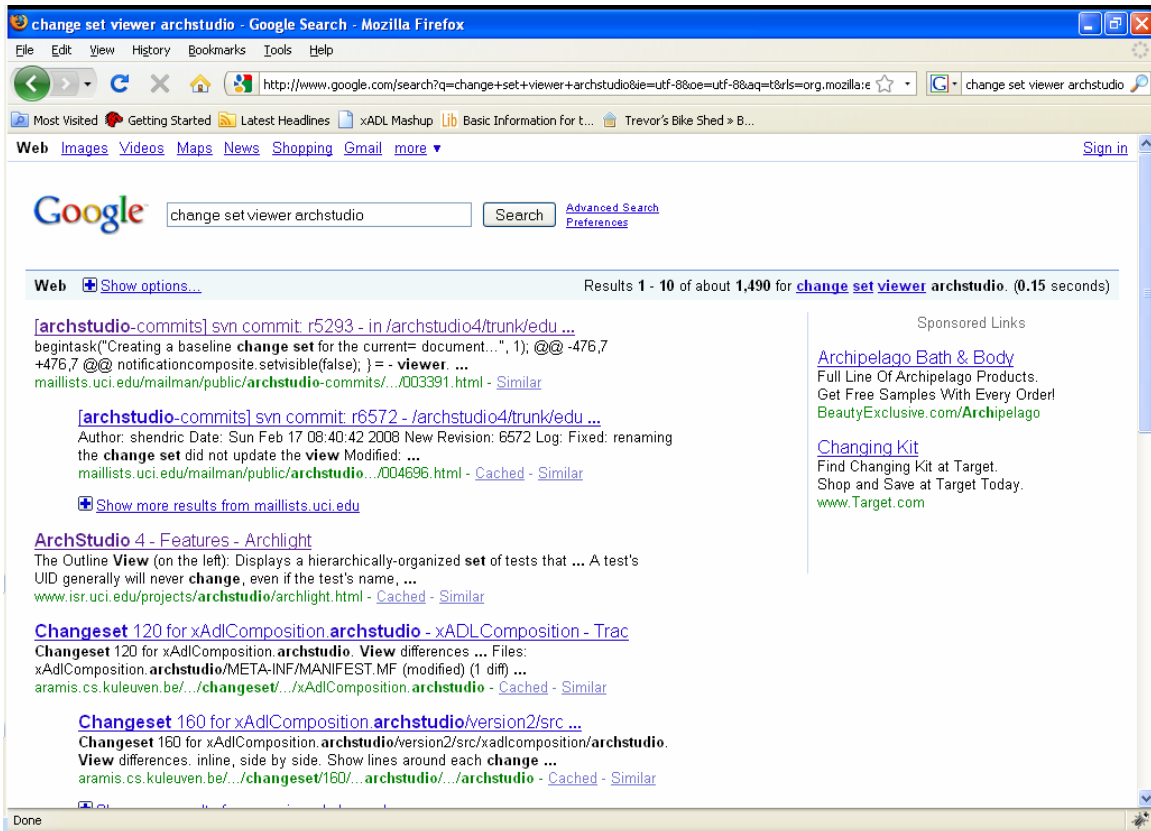 change set viewer archstudio - Google Search - Mozilla Firefox
File Edit View History Bookmarks Tools Help
http://www.google.com/search?q=change+set+viewer+archstudio&ie=utf-8&oe=utf-8&aq=t&rls=org.mozilla:e
G change set viewer archstudio
Most Visited Getting Started Latest Headlines xADL Mashup Lib Basic Information for t... Trevor's Bike Shed » B...
Web Images Videos Maps News Shopping Gmail more ▼ Sign in
Google
change set viewer archstudio
Search
Advanced Search
Preferences
Web Show options... Results 1 - 10 of about 1,490 for change set viewer archstudio. (0.15 seconds)
[archstudio-commits] svn commit: r5293 - in /archstudio4/trunk/edu ...
begintask("Creating a baseline change set for the current= document...", 1); @@ -476,7
+476,7 @@ notificationcomposite.setvisible(false); } = - viewer. ...
maillists.uci.edu/mailman/public/archstudio-commits/.../003391.html - Similar
[archstudio-commits] svn commit: r6572 - /archstudio4/trunk/edu ...
Author: shendric Date: Sun Feb 17 08:40:42 2008 New Revision: 6572 Log: Fixed: renaming
the change set did not update the view Modified: ...
maillists.uci.edu/mailman/public/archstudio.../004696.html - Cached - Similar
Show more results from maillists.uci.edu
ArchStudio 4 - Features - Archlight
The Outline View (on the left): Displays a hierarchically-organized set of tests that ... A test's
UID generally will never change, even if the test's name, ...
www.isr.uci.edu/projects/archstudio/archlight.html - Cached - Similar
Changeset 120 for xAdlComposition.archstudio - xADLComposition - Trac
Changeset 120 for xAdlComposition.archstudio. View differences ... Files:
xAdlComposition.archstudio/META-INF/MANIFEST.MF (modified) (1 diff) ...
aramis.cs.kuleuven.be/.../changeset/.../xAdlComposition.archstudio - Cached - Similar
Changeset 160 for xAdlComposition.archstudio/version2/src ...
Changeset 160 for xAdlComposition.archstudio/version2/src/xadlcomposition/archstudio.
View differences. inline, side by side. Show lines around each change ...
aramis.cs.kuleuven.be/.../changeset/160/...archstudio/.../archstudio - Cached - Similar
Sponsored Links
Archipelago Bath & Body
Full Line Of Archipelago Products.
Get Free Samples With Every Order!
BeautyExclusive.com/Archipelago
Changing Kit
Find Changing Kit at Target.
Shop and Save at Target Today.
www.Target.com
Done